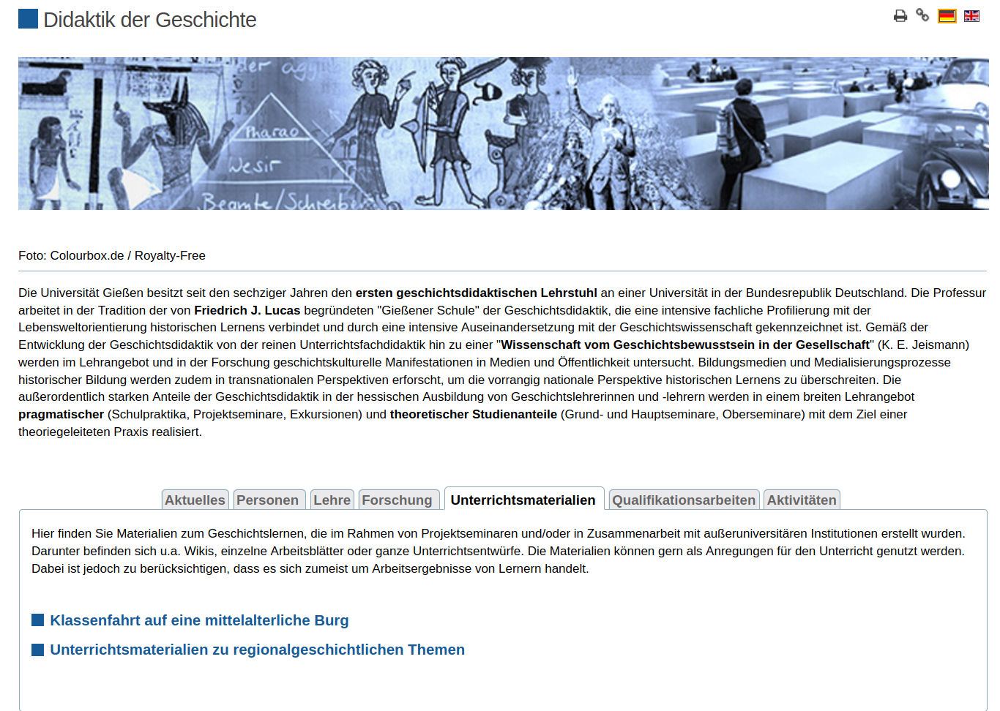 Didaktik der Geschichte
Pharao
Wesir
Beamte/Schreiber
Foto: Colourbox.de / Royalty-Free
Die Universität Gießen besitzt seit den sechziger Jahren den ersten geschichtsdidaktischen Lehrstuhl an einer Universität in der Bundesrepublik Deutschland. Die Professur
arbeitet in der Tradition der von Friedrich J. Lucas begründeten "Gießener Schule" der Geschichtsdidaktik, die eine intensive fachliche Profilierung mit der
Lebensweltorientierung historischen Lernens verbindet und durch eine intensive Auseinandersetzung mit der Geschichtswissenschaft gekennzeichnet ist. Gemäß der
Entwicklung der Geschichtsdidaktik von der reinen Unterrichtsfachdidaktik hin zu einer "Wissenschaft vom Geschichtsbewusstsein in der Gesellschaft" (K. E. Jeismann)
werden im Lehrangebot und in der Forschung geschichtskulturelle Manifestationen in Medien und Öffentlichkeit untersucht. Bildungsmedien und Medialisierungsprozesse
historischer Bildung werden zudem in transnationalen Perspektiven erforscht, um die vorrangig nationale Perspektive historischen Lernens zu überschreiten. Die
außerordentlich starken Anteile der Geschichtsdidaktik in der hessischen Ausbildung von Geschichtslehrerinnen und -lehrern werden in einem breiten Lehrangebot
pragmatischer (Schulpraktika, Projektseminare, Exkursionen) und theoretischer Studienanteile (Grund- und Hauptseminare, Oberseminare) mit dem Ziel einer
theoriegeleiteten Praxis realisiert.
Aktuelles Personen Lehre Forschung Unterrichtsmaterialien Qualifikationsarbeiten Aktivitäten
Hier finden Sie Materialien zum Geschichtslernen, die im Rahmen von Projektseminaren und/oder in Zusammenarbeit mit außeruniversitären Institutionen erstellt wurden.
Darunter befinden sich u.a. Wikis, einzelne Arbeitsblätter oder ganze Unterrichtsentwürfe. Die Materialien können gern als Anregungen für den Unterricht genutzt werden.
Dabei ist jedoch zu berücksichtigen, dass es sich zumeist um Arbeitsergebnisse von Lernern handelt.
Klassenfahrt auf eine mittelalterliche Burg
Unterrichtsmaterialien zu regionalgeschichtlichen Themen